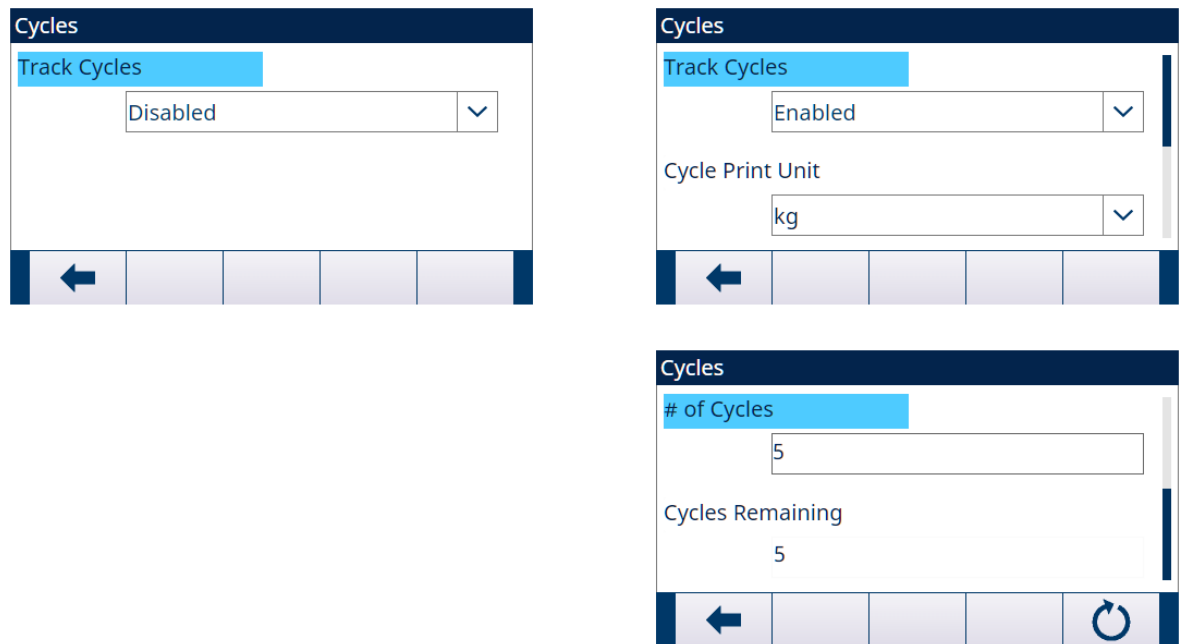 Cycles
Track Cycles
Disabled
Cycles
Track Cycles
Enabled
Cycle Print Unit
kg
Cycles
# of Cycles
5
Cycles Remaining
5